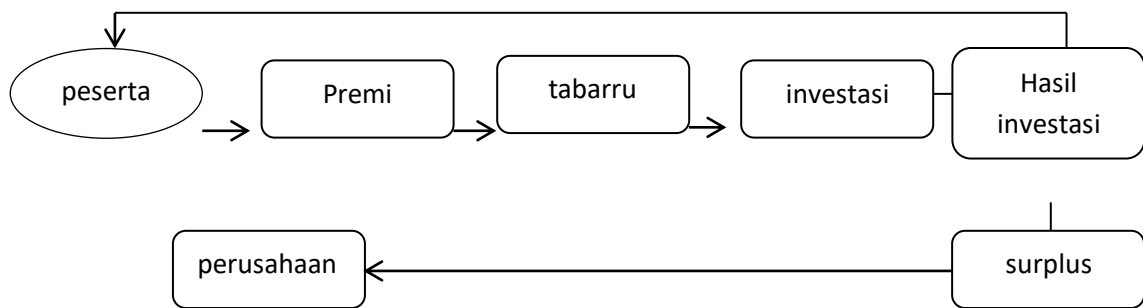 peserta
Premi
tabarru
investasi
Hasil
investasi
perusahaan
surplus